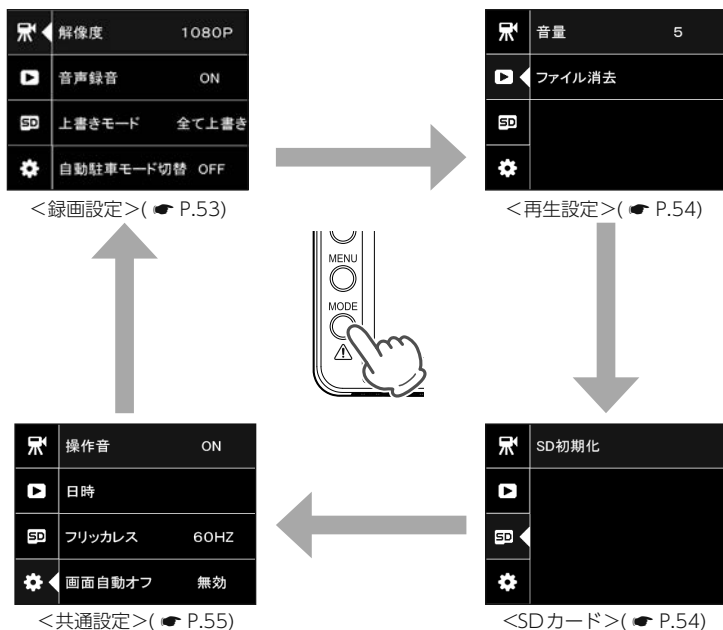 解像度 1080P
音声録音 ON
SD 上書きモード 全て上書き
自動駐車モード切替 OFF
<録画設定>(☛ P.53)
音量 5
ファイル消去
SD
<再生設定>(☛ P.54)
MENU
MODE
操作音 ON
日時
SD フリッカレス 60HZ
画面自動オフ 無効
<共通設定>(☛ P.55)
SD初期化
SD
<SDカード>(☛ P.54)